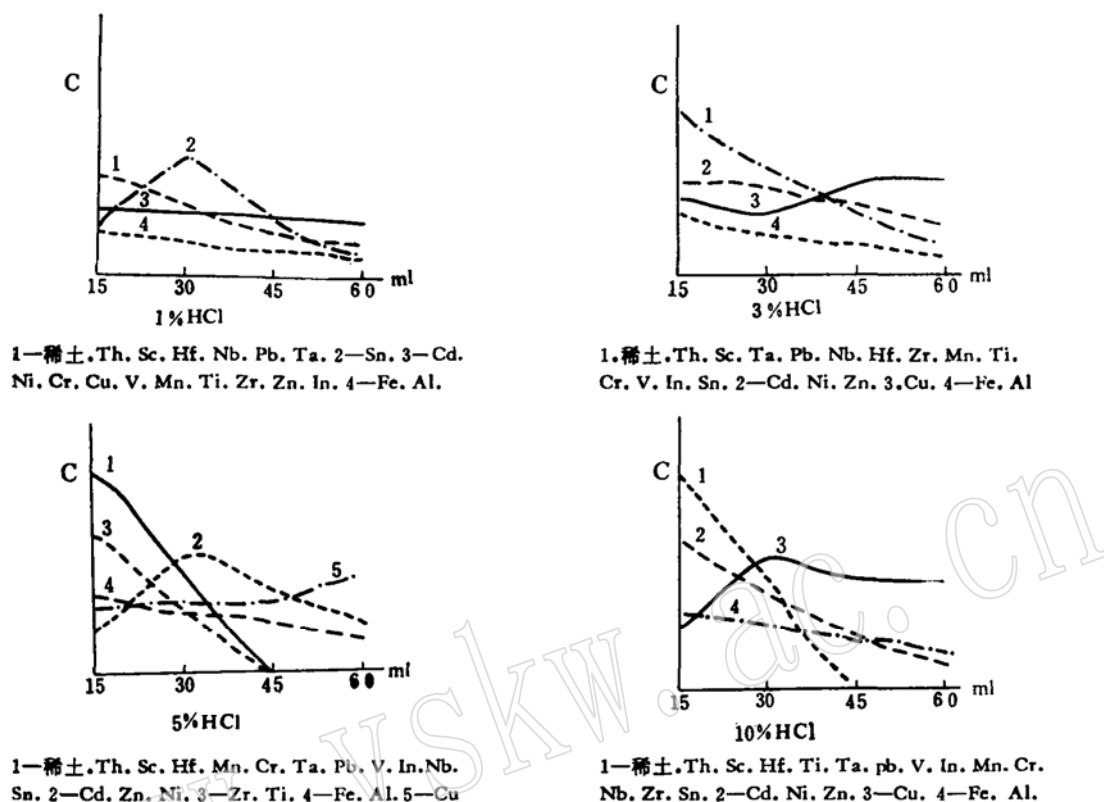 C
1
2
3
4
15
30
45
60
ml
1%HCl
1—稀土.Th. Sc. Hf. Nb. Pb. Ta. 2—Sn. 3—Cd.
Ni. Cr. Cu. V. Mn. Ti. Zr. Zn. In. 4—Fe. Al.
C
1
2
3
4
15
30
45
60
ml
3%HCl
1.稀土.Th. Sc. Ta. Pb. Nb. Hf. Zr. Mn. Ti.
Cr. V. In. Sn. 2—Cd. Ni. Zn. 3.Cu. 4—Fe. Al
C
1
3
2
4
5
15
30
45
60
ml
5%HCl
1—稀土.Th. Sc. Hf. Mn. Cr. Ta. Pb. V. In. Nb.
Sn. 2—Cd. Zn. Ni. 3—Zr. Ti. 4—Fe. Al. 5—Cu
C
1
2
3
4
15
30
45
60
ml
10%HCl
1—稀土.Th. Sc. Hf. Ti. Ta. pb. V. In. Mn. Cr.
Nb. Zr. Sn. 2—Cd. Ni. Zn. 3—Cu. 4—Fe. Al.
.vskw.ac.cn